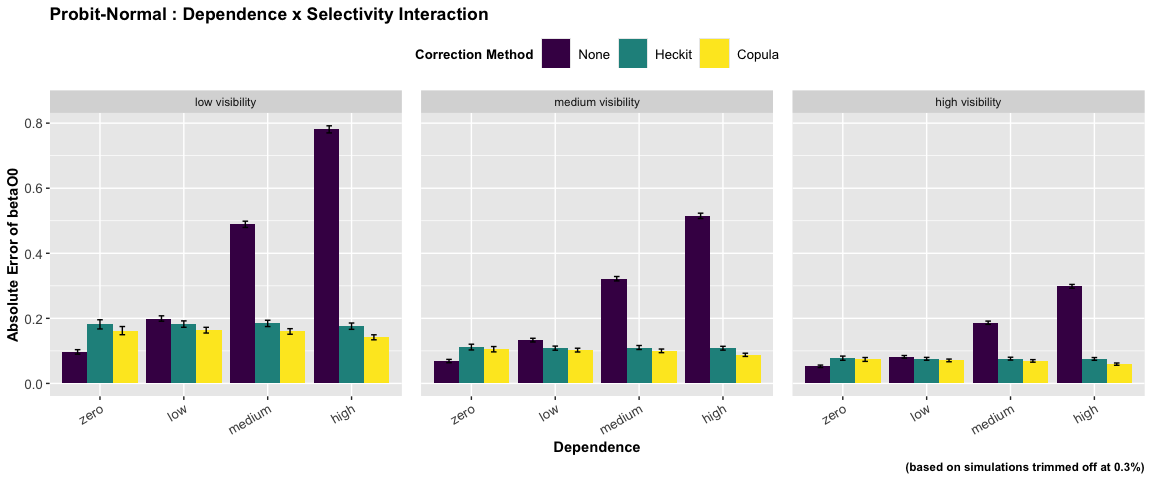 Probit-Normal : Dependence x Selectivity Interaction
Correction Method None Heckit Copula
low visibility medium visibility high visibility
Absolute Error of betaO0
0.8
0.6
0.4
0.2
0.0
zero low medium high zero low medium high zero low medium high
Dependence
(based on simulations trimmed off at 0.3%)